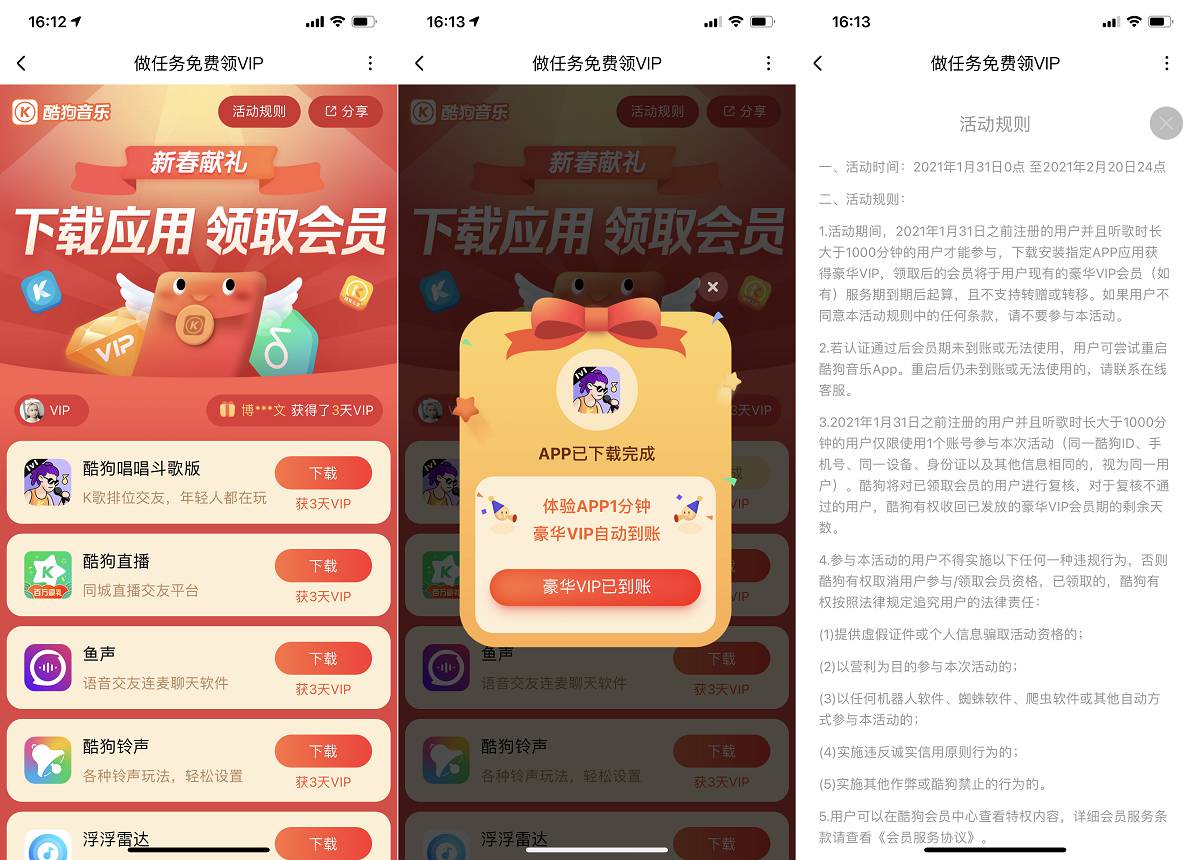 16:12
做任务免费领VIP
酷狗音乐
活动规则
分享
新春献礼
下载应用 领取会员
VIP
VIP
博***文 获得了3天VIP
酷狗唱唱斗歌版
K歌排位交友，年轻人都在玩
下载
获3天VIP
酷狗直播
同城直播交友平台
百万豪礼
下载
获3天VIP
鱼声
语音交友连麦聊天软件
下载
获3天VIP
酷狗铃声
各种铃声玩法，轻松设置
下载
获3天VIP
浮浮雷达
下载
16:13
做任务免费领VIP
酷狗音乐
活动规则
分享
新春献礼
下载应用 领取会员
3天VIP
APP已下载完成
体验APP1分钟
豪华VIP自动到账
豪华VIP已到账
百万豪礼
鱼声
语音交友连麦聊天软件
下载
获3天VIP
酷狗铃声
各种铃声玩法，轻松设置
下载
获3天VIP
浮浮雷达
下载
16:13
做任务免费领VIP
活动规则
一、活动时间：2021年1月31日0点 至2021年2月20日24点
二、活动规则：
1.活动期间，2021年1月31日之前注册的用户并且听歌时长
大于1000分钟的用户才能参与，下载安装指定APP应用获
得豪华VIP，领取后的会员将于用户现有的豪华VIP会员（如
有）服务期到期后起算，且不支持转赠或转移。如果用户不
同意本活动规则中的任何条款，请不要参与本活动。
2.若认证通过后会员期未到账或无法使用，用户可尝试重启
酷狗音乐App。重启后仍未到账或无法使用的，请联系在线
客服。
3.2021年1月31日之前注册的用户并且听歌时长大于1000分
钟的用户仅限使用1个账号参与本次活动（同一酷狗ID、手
机号、同一设备、身份证以及其他信息相同的，视为同一用
户）。酷狗将对已领取会员的用户进行复核，对于复核不通
过的用户，酷狗有权收回已发放的豪华VIP会员期的剩余天
数。
4.参与本活动的用户不得实施以下任何一种违规行为，否则
酷狗有权取消用户参与/领取会员资格，已领取的，酷狗有
权按照法律规定追究用户的法律责任：
(1)提供虚假证件或个人信息骗取活动资格的；
(2)以营利为目的参与本次活动的；
(3)以任何机器人软件、蜘蛛软件、爬虫软件或其他自动方
式参与本活动的；
(4)实施违反诚实信用原则行为的；
(5)实施其他作弊或酷狗禁止的行为的。
5.用户可以在酷狗会员中心查看特权内容，详细会员服务条
款请查看《会员服务协议》。